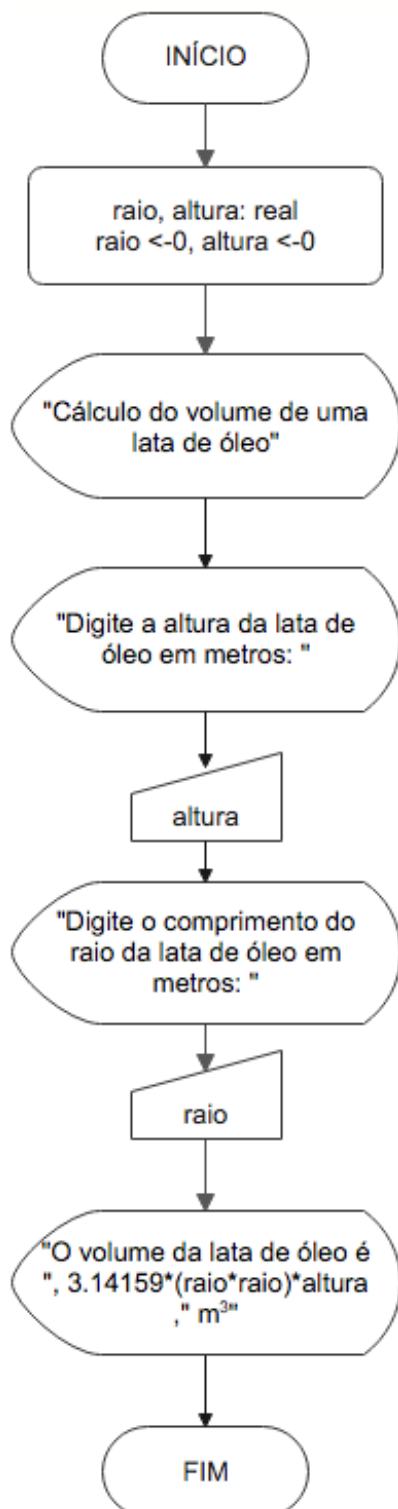 INÍCIO
raio, altura: real
raio <-0, altura <-0
"Cálculo do volume de uma
lata de óleo"
"Digite a altura da lata de
óleo em metros: "
altura
"Digite o comprimento do
raio da lata de óleo em
metros: "
raio
"O volume da lata de óleo é
", 3.14159*(raio*raio)*altura
," m³"
FIM